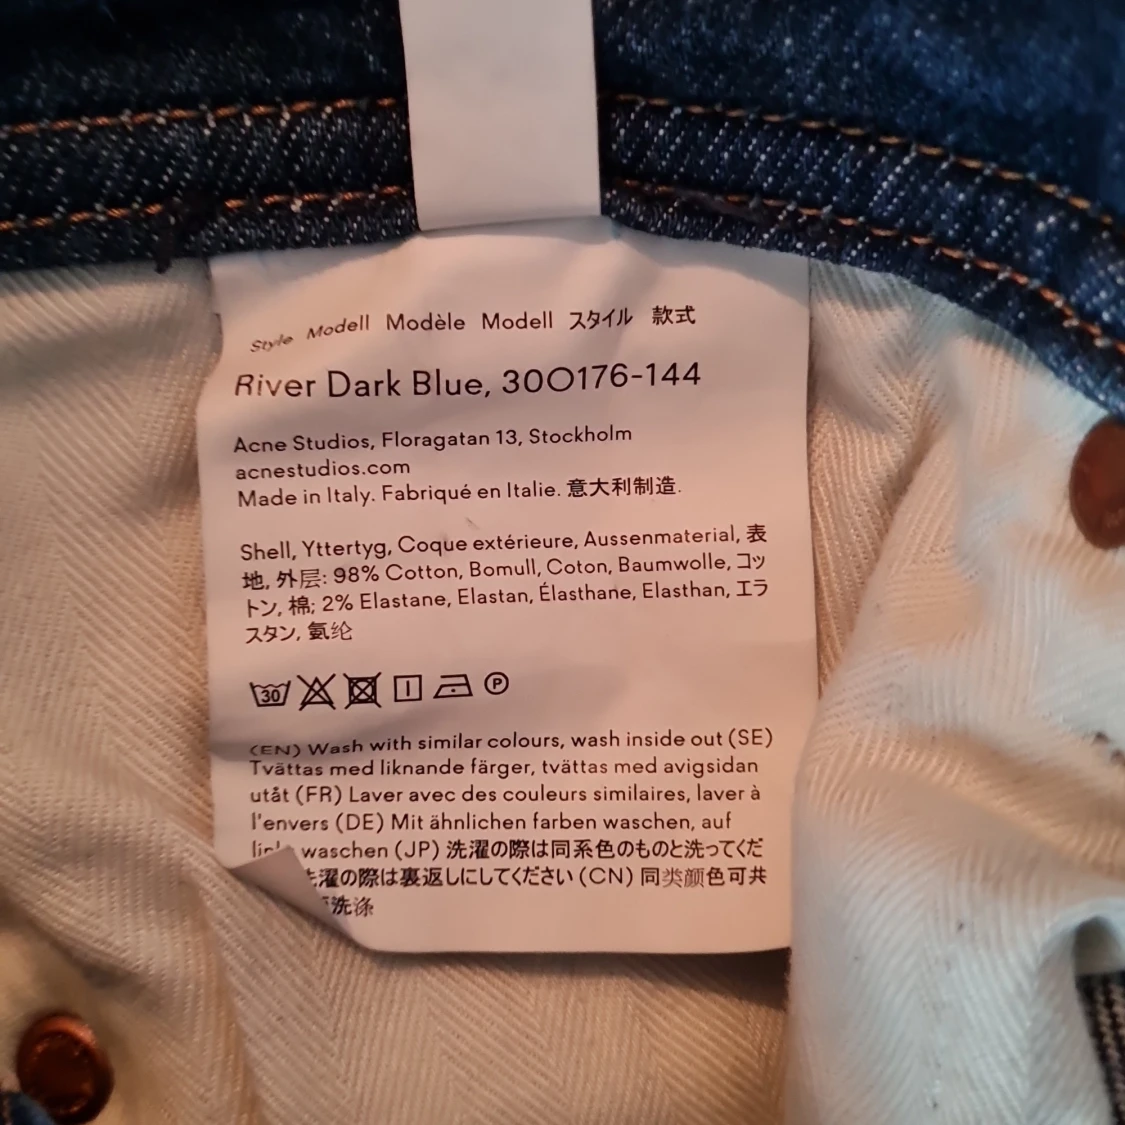 Style Modell Modèle Modell スタイル 款式
River Dark Blue, 30O176-144
Acne Studios, Floragatan 13, Stockholm
acnestudios.com
Made in Italy. Fabriqué en Italie. 意大利制造.
Shell, Yttertyg, Coque extérieure, Aussenmaterial, 表
地, 外层: 98% Cotton, Bomull, Coton, Baumwolle, コッ
トン, 棉; 2% Elastane, Elastan, Élasthane, Elasthan, エラ
スタン, 氨纶
30 P
(EN) Wash with similar colours, wash inside out (SE)
Tvättas med liknande färger, tvättas med avigsidan
utåt (FR) Laver avec des couleurs similaires, laver à
l'envers (DE) Mit ähnlichen farben waschen, auf
waschen (JP) 洗濯の際は同系色のものと洗ってくだ
濯の際は裏返しにしてください (CN) 同类颜色可共
洗涤